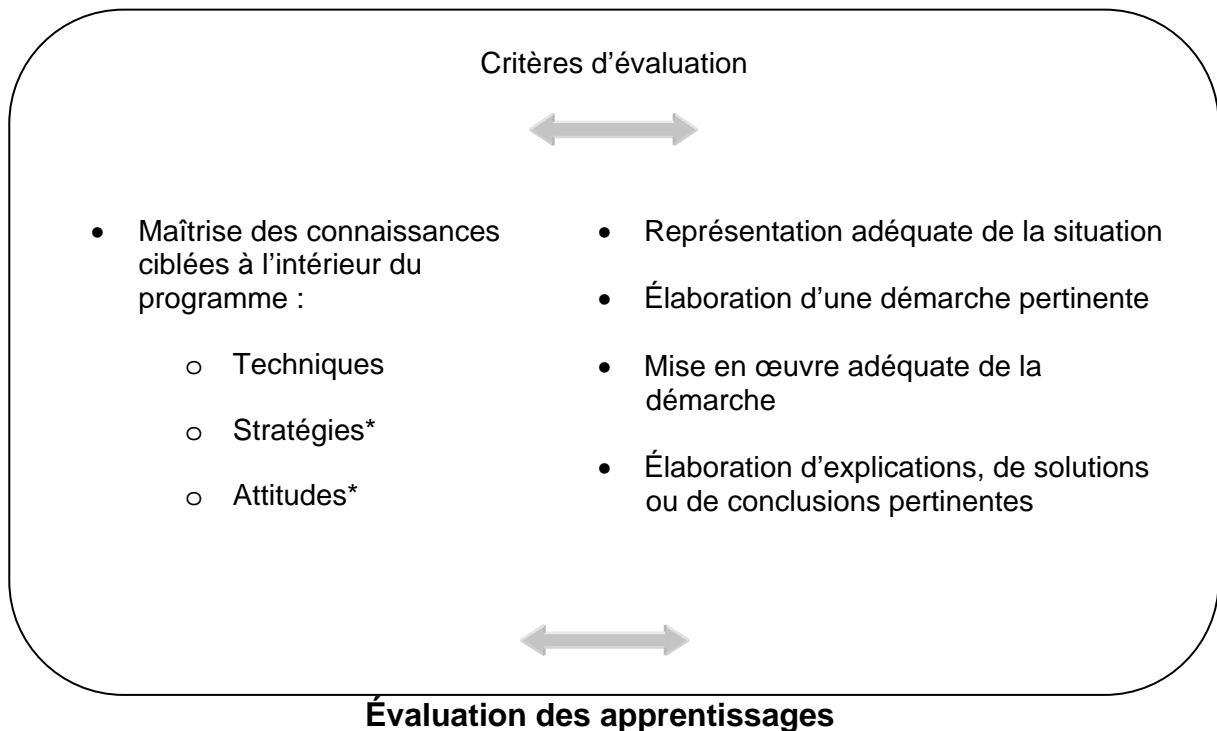 Critères d’évaluation
• Maîtrise des connaissances
ciblées à l’intérieur du
programme :
o Techniques
o Stratégies*
o Attitudes*
• Représentation adéquate de la situation
• Élaboration d’une démarche pertinente
• Mise en œuvre adéquate de la
démarche
• Élaboration d’explications, de solutions
ou de conclusions pertinentes
Évaluation des apprentissages